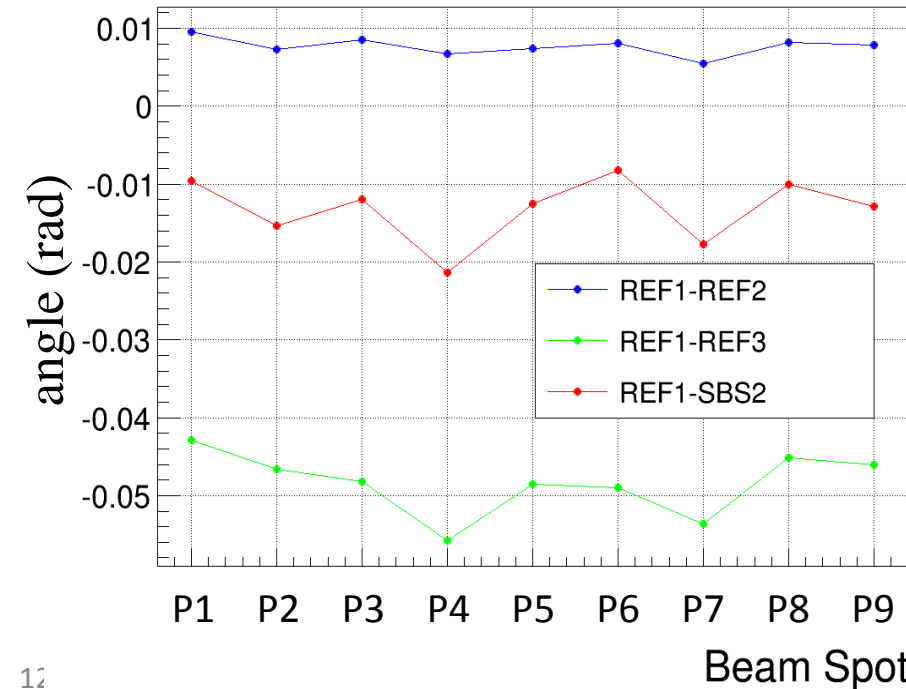 0.01
0
-0.01
-0.02
-0.03
-0.04
-0.05
angle (rad)
REF1-REF2
REF1-REF3
REF1-SBS2
P1 P2 P3 P4 P5 P6 P7 P8 P9
Beam Spot